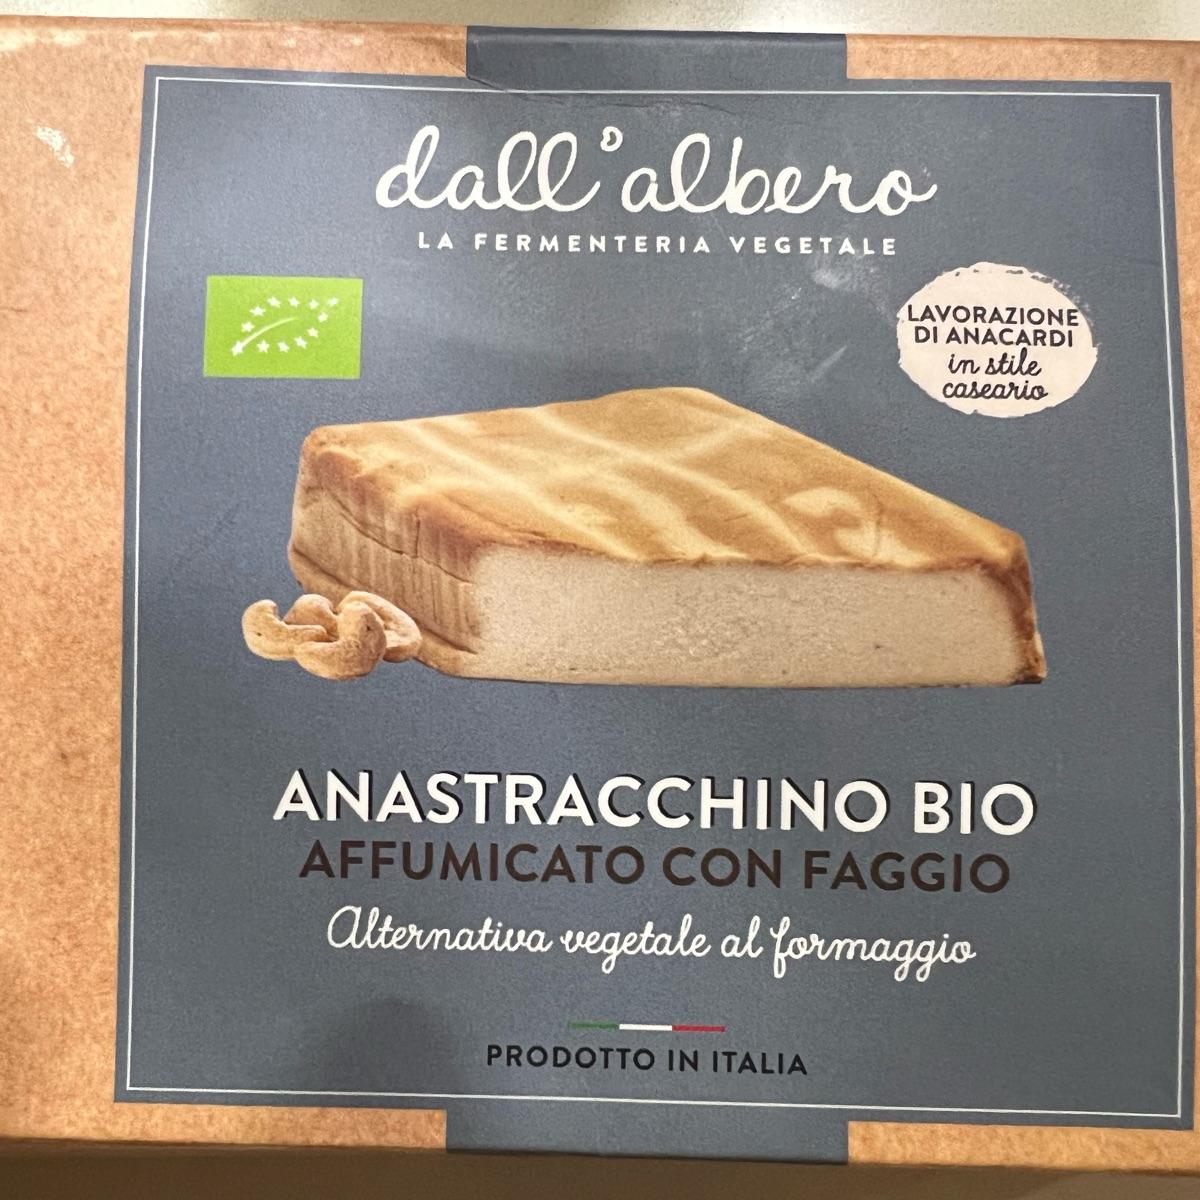 dall'albero
LA FERMENTERIA VEGETALE
LAVORAZIONE
DI ANACARDI
in stile
caseario
ANASTRACCHINO BIO
AFFUMICATO CON FAGGIO
Alternativa vegetale al formaggio
PRODOTTO IN ITALIA